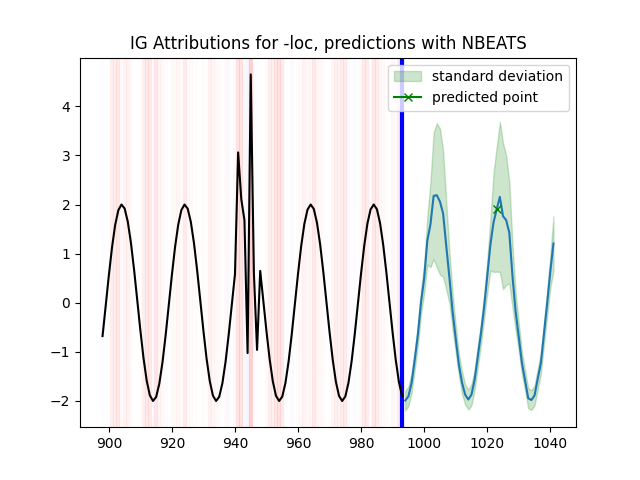 IG Attributions for -loc, predictions with NBEATS
standard deviation
predicted point
4
3
2
1
0
−1
−2
900 920 940 960 980 1000 1020 1040